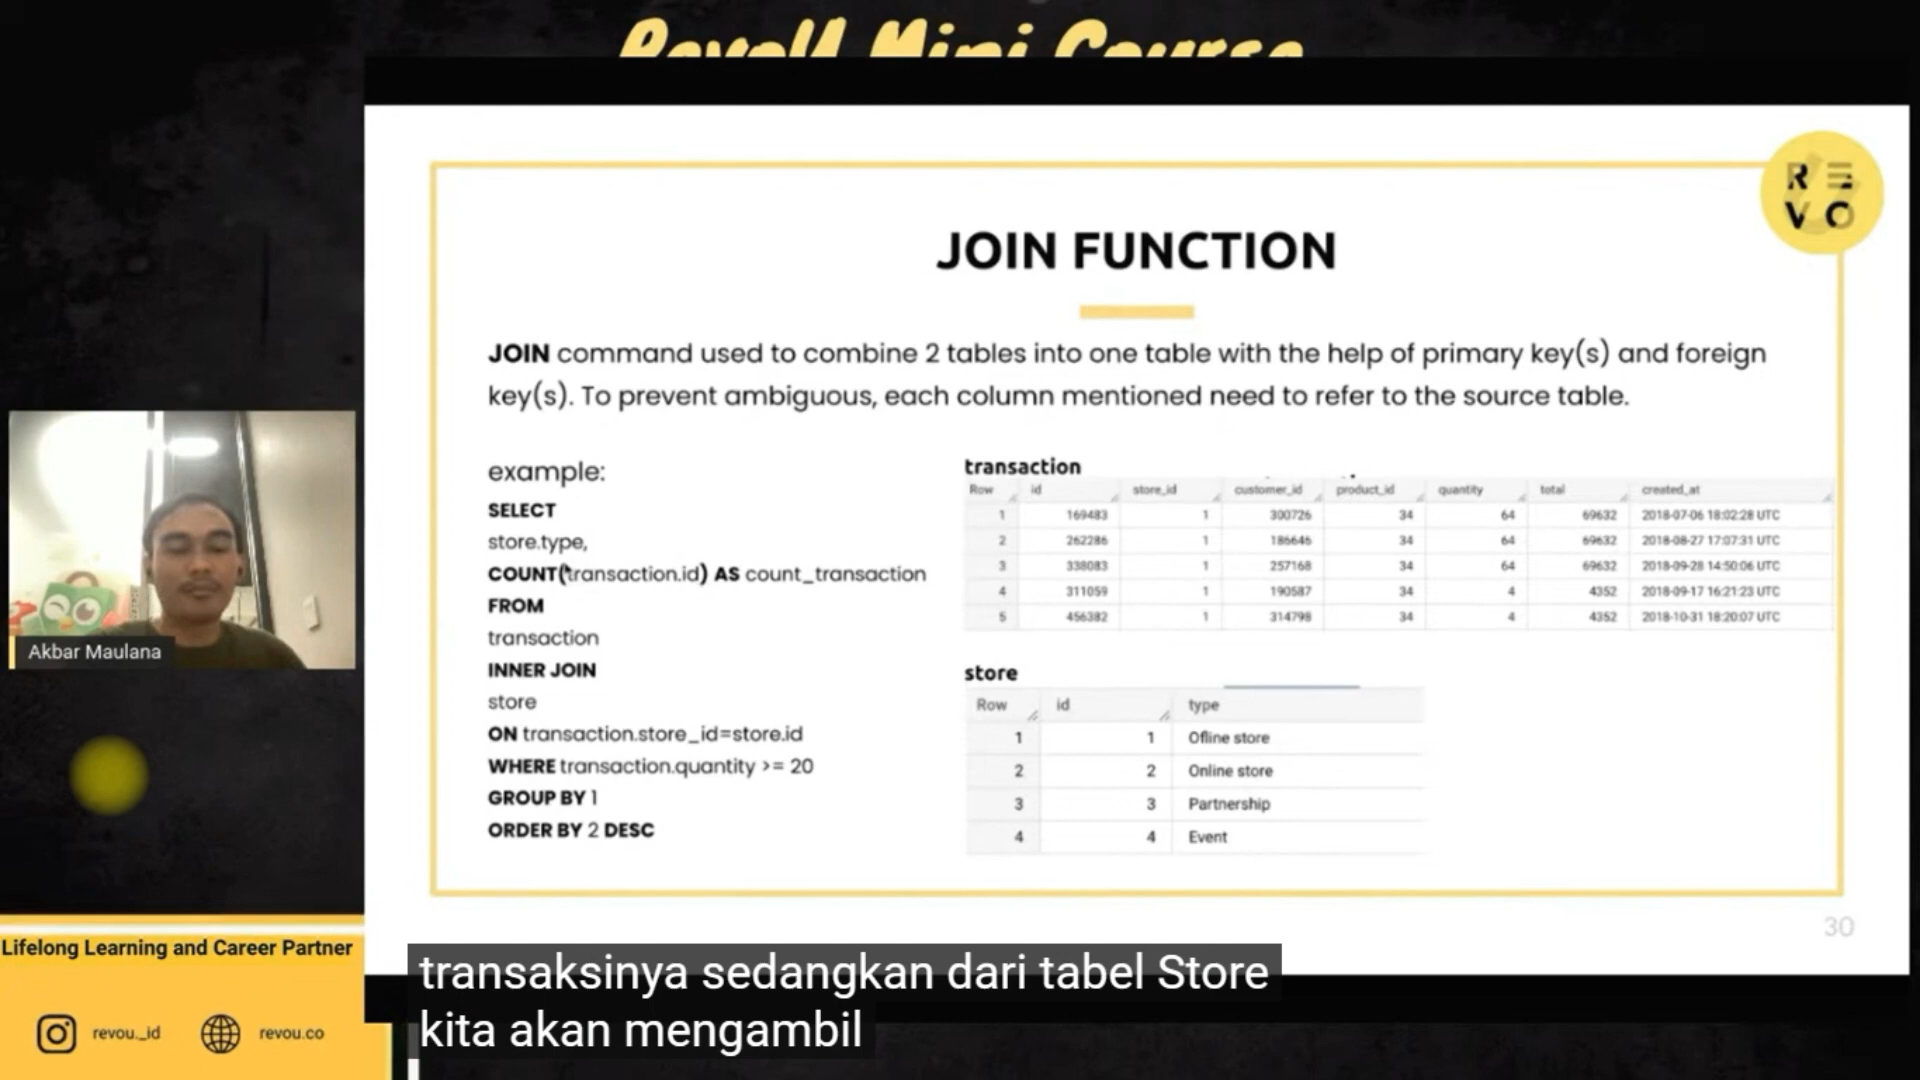 RevoU Mini Course
R E
V O
JOIN FUNCTION
JOIN command used to combine 2 tables into one table with the help of primary key(s) and foreign
key(s). To prevent ambiguous, each column mentioned need to refer to the source table.
example:
SELECT
store.type,
COUNT(transaction.id) AS count_transaction
FROM
transaction
INNER JOIN
store
ON transaction.store_id=store.id
WHERE transaction.quantity >= 20
GROUP BY 1
ORDER BY 2 DESC
transaction
Row id store_id customer_id product_id quantity total created_at
1 169483 1 300726 34 64 69632 2018-07-06 18:02:28 UTC
2 262286 1 186646 34 64 69632 2018-08-27 17:07:31 UTC
3 338083 1 257168 34 64 69632 2018-09-28 14:50:06 UTC
4 311059 1 190587 34 4 4352 2018-09-17 16:21:23 UTC
5 456382 1 314798 34 4 4352 2018-10-31 18:20:07 UTC
store
Row id type
1 1 Ofline store
2 2 Online store
3 3 Partnership
4 4 Event
30
Akbar Maulana
Lifelong Learning and Career Partner
revou_id revou.co
transaksinya sedangkan dari tabel Store
kita akan mengambil